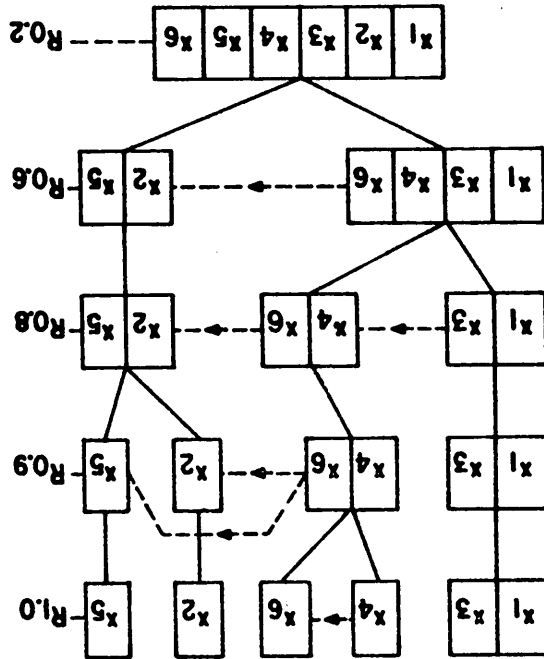 x₁ x₃ x₄ x₆ x₂ x₅ R₁.₀
x₁ x₃ x₄ x₆ x₂ x₅ R₀.₉
x₁ x₃ x₄ x₆ x₂ x₅ R₀.₈
x₁ x₃ x₄ x₆ x₂ x₅ R₀.₆
x₁ x₂ x₃ x₄ x₅ x₆ R₀.₂